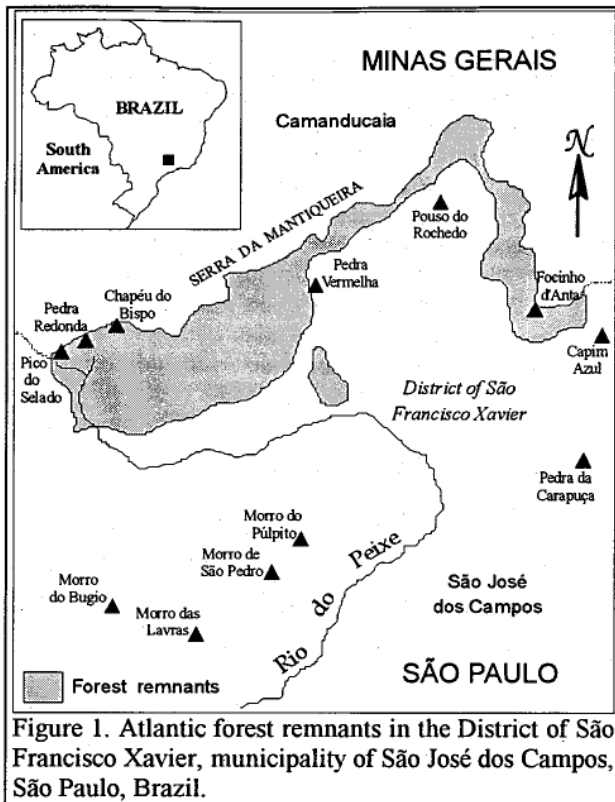 MINAS GERAIS
BRAZIL
South
America
Camanducaia
N
SERRA DA MANTIQUEIRA
Pouso do
Rochedo
Pedra
Vermelha
Focinho
d'Anta
Chapéu do
Bispo
Pedra
Redonda
Pico
do
Selado
Capim
Azul
District of São
Francisco Xavier
Pedra da
Carapuça
Morro do
Púlpito
Morro de
São Pedro
Morro
do Bugio
Morro das
Lavras
Rio do Peixe
São José
dos Campos
SÃO PAULO
Forest remnants
Figure 1. Atlantic forest remnants in the District of São
Francisco Xavier, municipality of São José dos Campos,
São Paulo, Brazil.